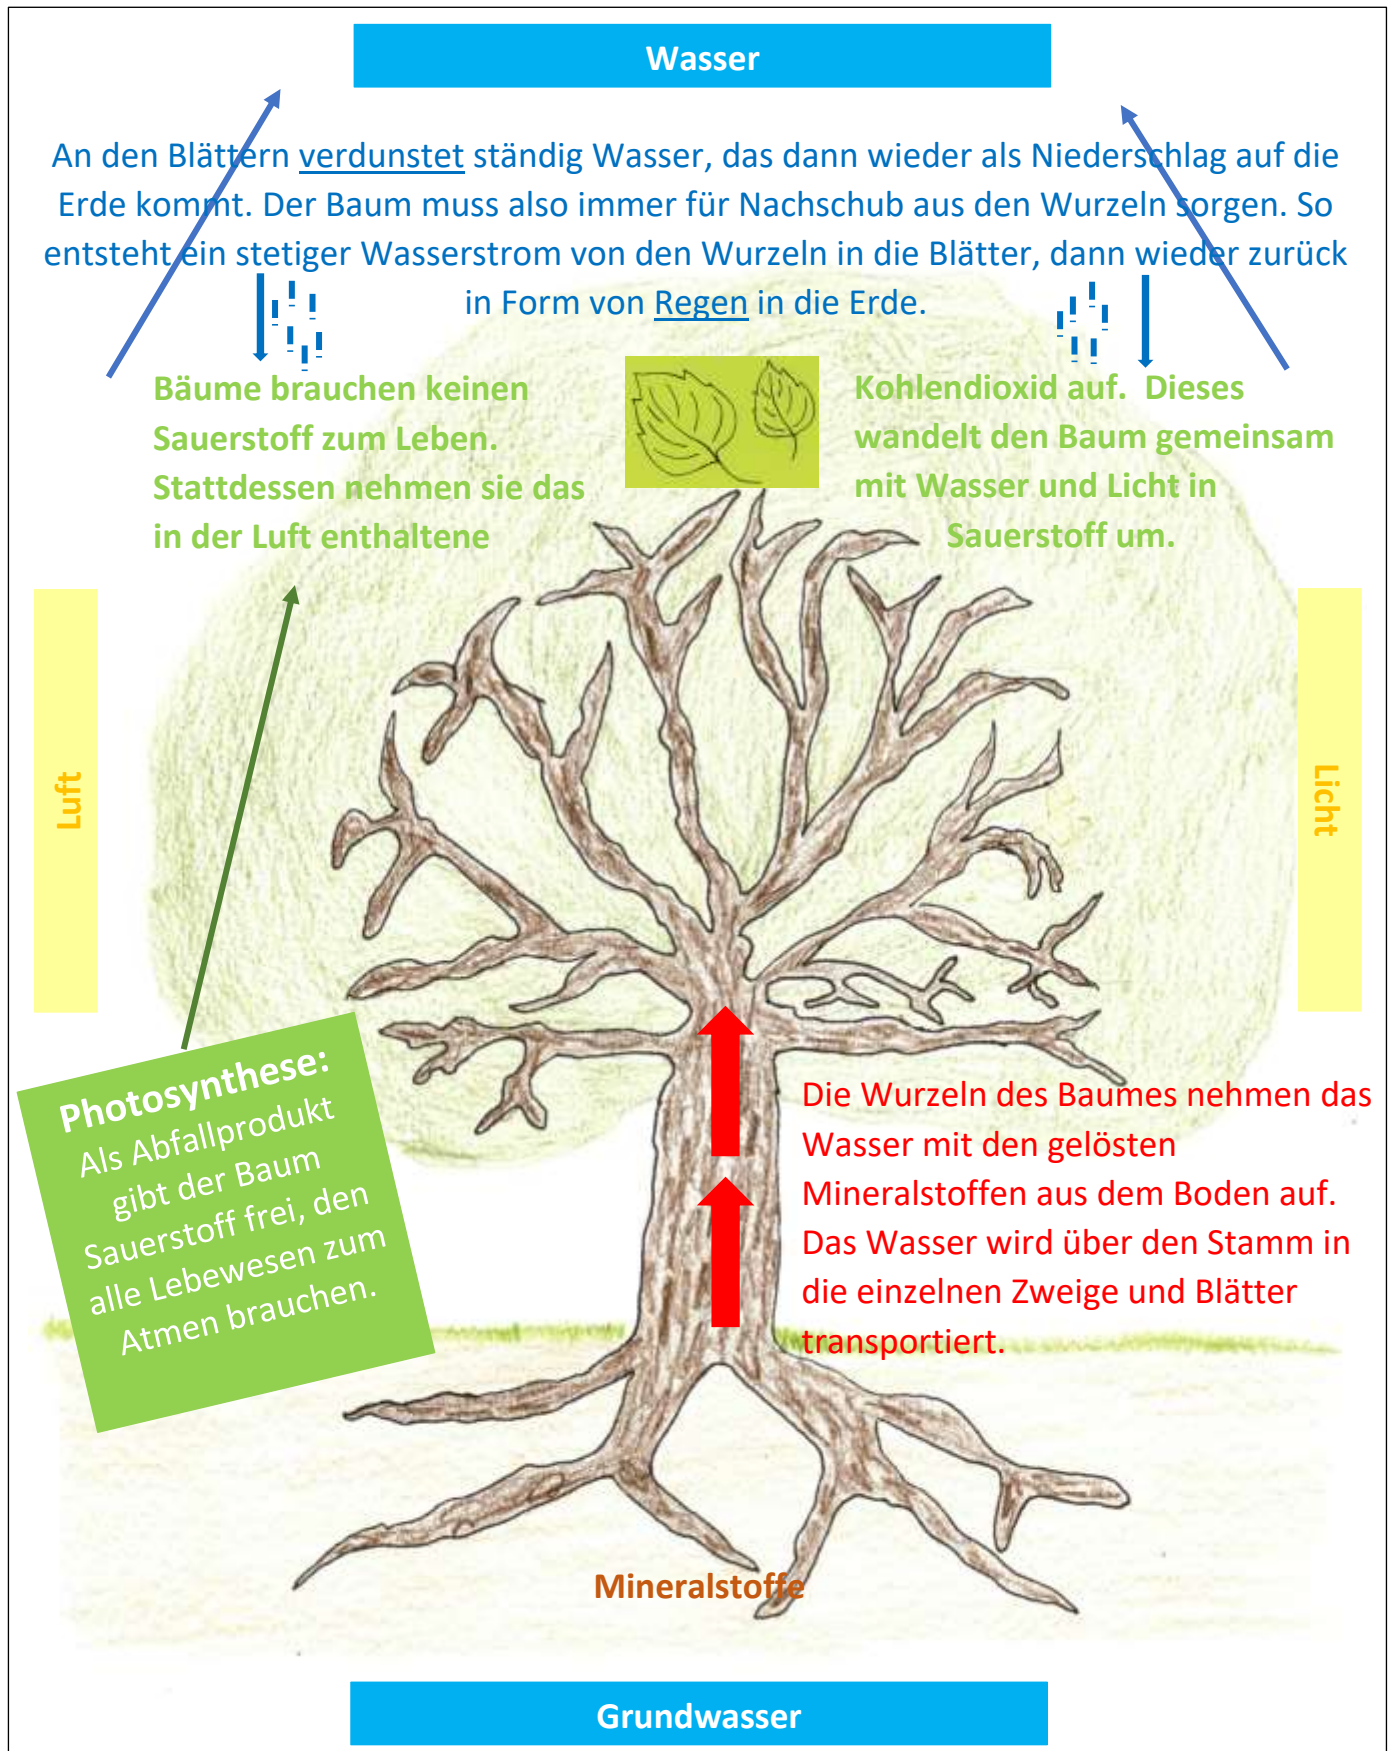 Wasser
An den Blättern verdunstet ständig Wasser, das dann wieder als Niederschlag auf die
Erde kommt. Der Baum muss also immer für Nachschub aus den Wurzeln sorgen. So
entsteht ein stetiger Wasserstrom von den Wurzeln in die Blätter, dann wieder zurück
in Form von Regen in die Erde.
Bäume brauchen keinen
Sauerstoff zum Leben.
Stattdessen nehmen sie das
in der Luft enthaltene
Kohlendioxid auf.  Dieses
wandelt den Baum gemeinsam
mit Wasser und Licht in
Sauerstoff um.
Luft
Licht
Photosynthese:
Als Abfallprodukt
gibt der Baum
Sauerstoff frei, den
alle Lebewesen zum
Atmen brauchen.
Die Wurzeln des Baumes nehmen das
Wasser mit den gelösten
Mineralstoffen aus dem Boden auf.
Das Wasser wird über den Stamm in
die einzelnen Zweige und Blätter
transportiert.
Mineralstoffe
Grundwasser